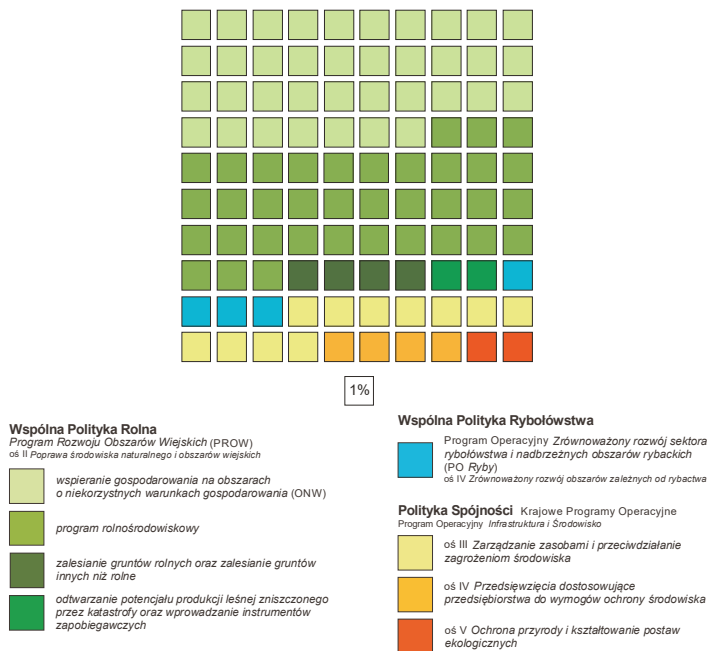 1%
Wspólna Polityka Rolna
Program Rozwoju Obszarów Wiejskich (PROW)
oś II Poprawa środowiska naturalnego i obszarów wiejskich
wspieranie gospodarowania na obszarach
o niekorzystnych warunkach gospodarowania (ONW)
program rolnośrodowiskowy
zalesianie gruntów rolnych oraz zalesianie gruntów
innych niż rolne
odtwarzanie potencjału produkcji leśnej zniszczonego
przez katastrofy oraz wprowadzanie instrumentów
zapobiegawczych
Wspólna Polityka Rybołówstwa
Program Operacyjny Zrównoważony rozwój sektora
rybołówstwa i nadbrzeżnych obszarów rybackich
(PO Ryby)
oś IV Zrównoważony rozwój obszarów zależnych od rybactwa
Polityka Spójności Krajowe Programy Operacyjne
Program Operacyjny Infrastruktura i Środowisko
oś III Zarządzanie zasobami i przeciwdziałanie
zagrożeniom środowiska
oś IV Przedsięwzięcia dostosowujące
przedsiębiorstwa do wymogów ochrony środowiska
oś V Ochrona przyrody i kształtowanie postaw
ekologicznych